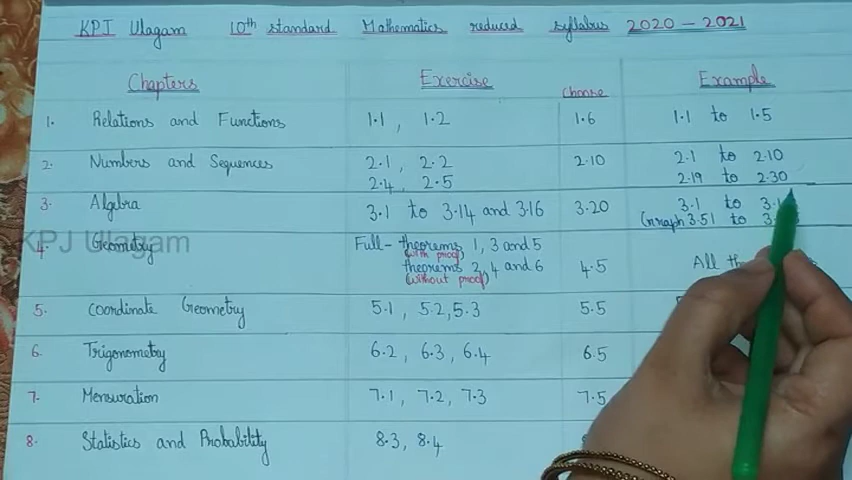 KPJ Ulagam 10th standard Mathematics reduced syllabus 2020 - 2021
Chapters Exercise Choose Example
1. Relations and Functions 1.1, 1.2 1.6 1.1 to 1.5
2. Numbers and Sequences 2.1, 2.2 2.10 2.1 to 2.10
2.4, 2.5 2.19 to 2.30
3. Algebra 3.1 to 3.14 and 3.16 3.20 3.1 to
(Graph 3.51 to
KPJ Ulagam
4. Geometry Full - theorems 1, 3 and 5
(with proof)
theorems 2, 4 and 6 4.5 All
(without proof)
5. Coordinate Geometry 5.1, 5.2, 5.3 5.5
6. Trigonometry 6.2, 6.3, 6.4 6.5
7. Mensuration 7.1, 7.2, 7.3 7.5
8. Statistics and Probability 8.3, 8.4